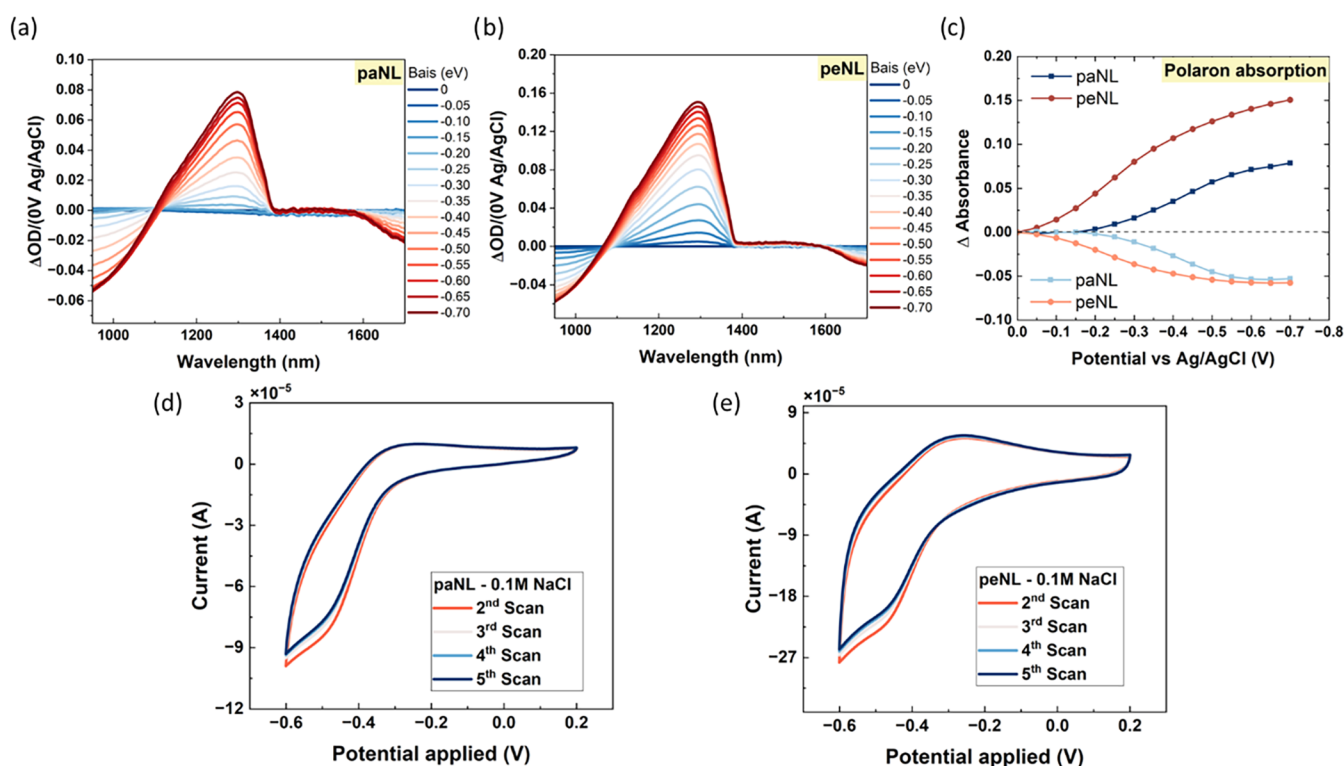 (a)
paNL
ΔOD/(0V Ag/AgCl)
0.10
0.08
0.06
0.04
0.02
0.00
−0.02
−0.04
−0.06
1000
1200
1400
1600
Wavelength (nm)
Bais (eV)
0
-0.05
-0.10
-0.15
-0.20
-0.25
-0.30
-0.35
-0.40
-0.45
-0.50
-0.55
-0.60
-0.65
-0.70
(b)
peNL
ΔOD/(0V Ag/AgCl)
0.20
0.16
0.12
0.08
0.04
0.00
−0.04
1000
1200
1400
1600
Wavelength (nm)
Bais (eV)
0
-0.05
-0.10
-0.15
-0.20
-0.25
-0.30
-0.35
-0.40
-0.45
-0.50
-0.55
-0.60
-0.65
-0.70
(c)
Polaron absorption
paNL
peNL
paNL
peNL
Δ Absorbance
0.20
0.15
0.10
0.05
0.00
−0.05
−0.10
0.0
−0.1
−0.2
−0.3
−0.4
−0.5
−0.6
−0.7
−0.8
Potential vs Ag/AgCl (V)
(d)
×10⁻⁵
3
0
−3
−6
−9
−12
Current (A)
paNL - 0.1M NaCl
2nd Scan
3rd Scan
4th Scan
5th Scan
−0.6
−0.4
−0.2
0.0
0.2
Potential applied (V)
(e)
×10⁻⁵
9
0
−9
−18
−27
Current (A)
peNL - 0.1M NaCl
2nd Scan
3rd Scan
4th Scan
5th Scan
−0.6
−0.4
−0.2
0.0
0.2
Potential applied (V)